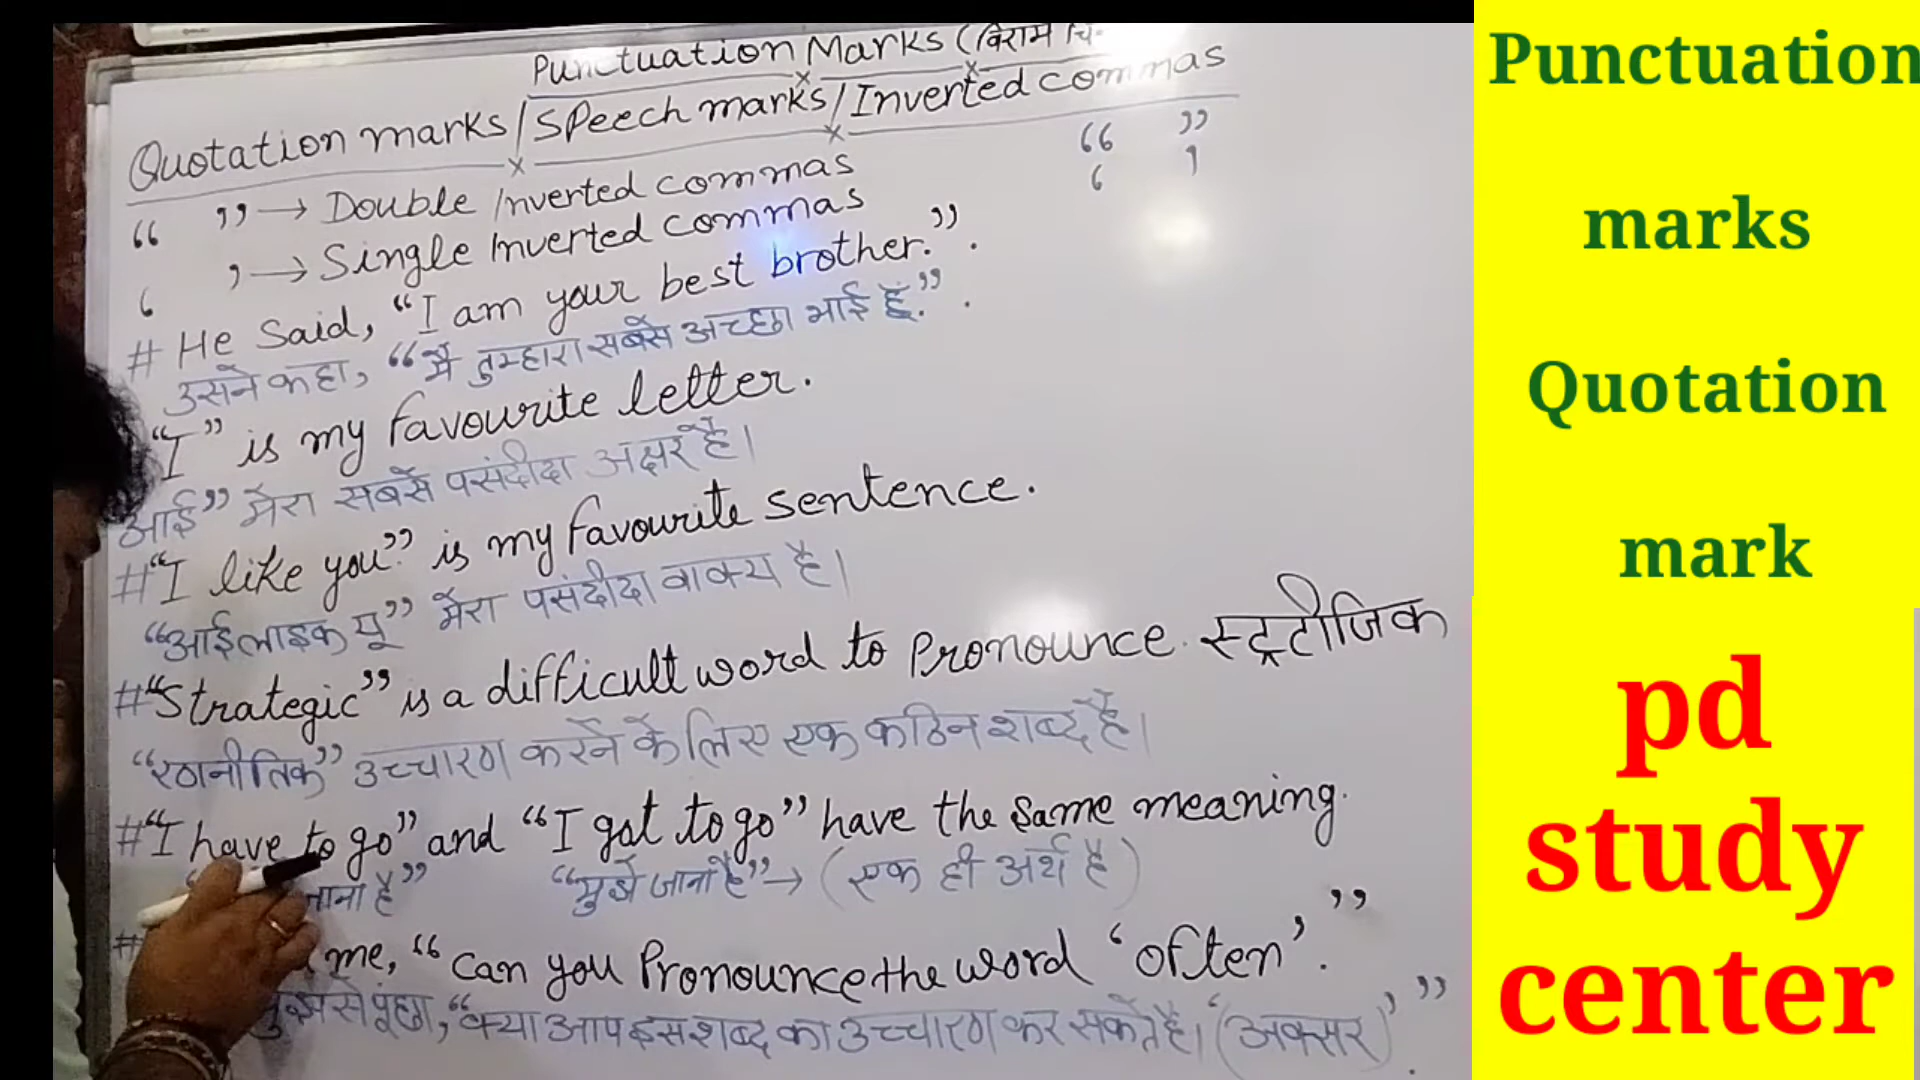 Punctuation Marks (विराम चि
Quotation marks/Speech marks/Inverted commas
“ ” → Double Inverted commas “ ”
‘ ’ → Single Inverted commas ‘ ’
# He Said, “I am your best brother.”.
उसने कहा, “मैं तुम्हारा सबसे अच्छा भाई हूँ.”.
“I” is my favourite letter.
आई” मेरा सबसे पसंदीदा अक्षर है।
# “I like you” is my favourite sentence.
“आई लाइक यू” मेरा पसंदीदा वाक्य है।
# “Strategic” is a difficult word to Pronounce. स्ट्रटीजिक
“रणनीतिक” उच्चारण करने के लिए एक कठिन शब्द है।
# “I have to go” and “I got to go” have the same meaning.
जाना है” “मुझे जाना है” → (एक ही अर्थ है)
# me, “Can you Pronounce the word ‘often’.”
मुझसे पूंछा, “क्या आप इस शब्द का उच्चारण कर सकते है। ‘(अक्सर)’”.
Punctuation
marks
Quotation
mark
pd
study
center